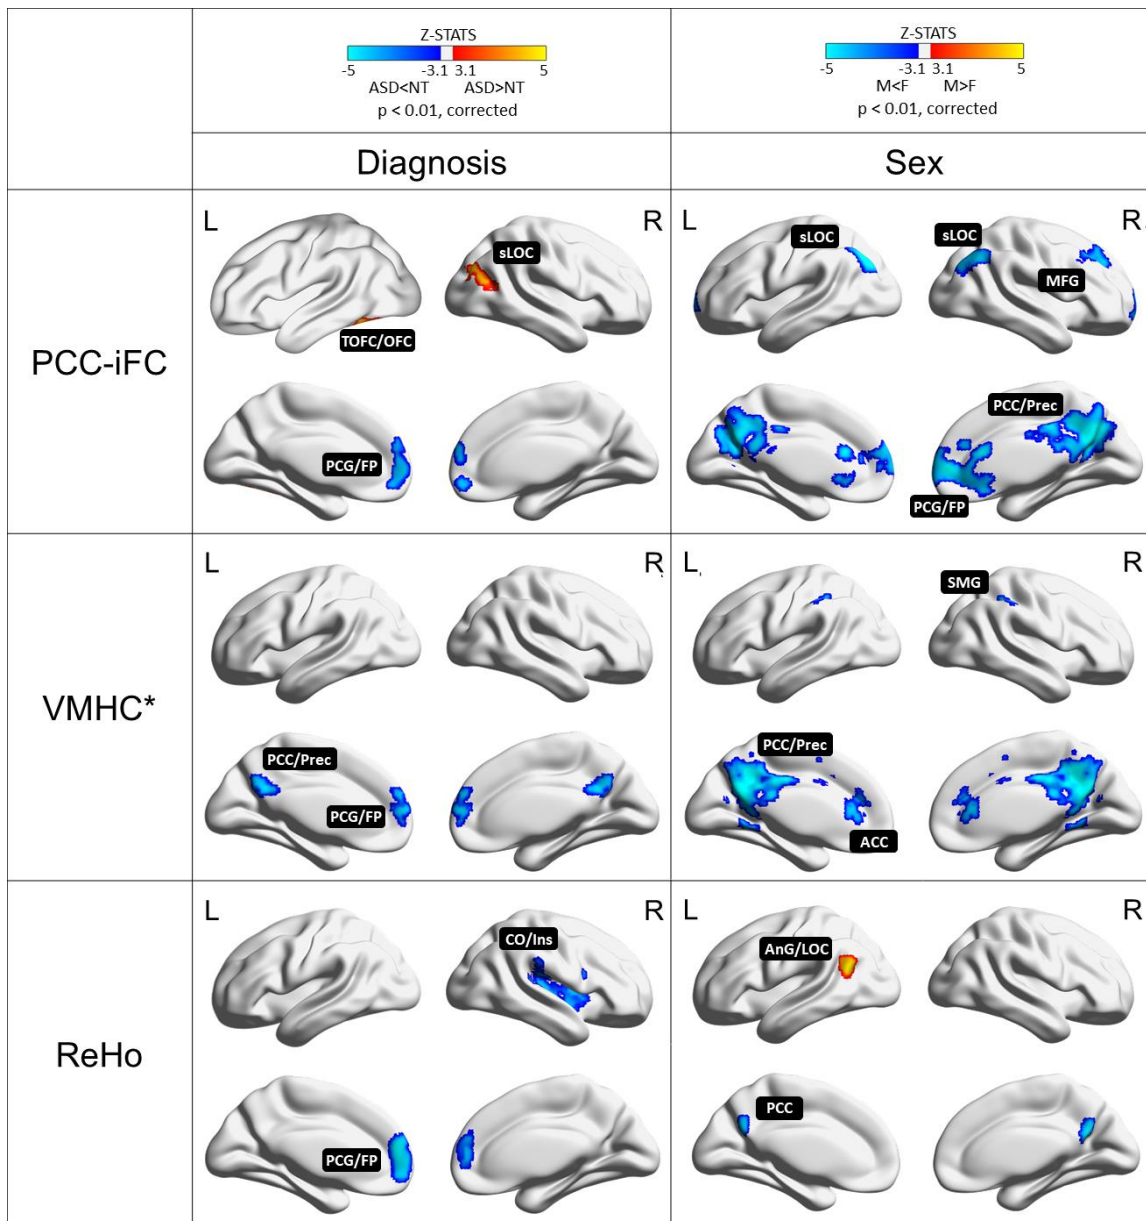 Z-STATS
-5 -3.1 3.1 5
ASD<NT ASD>NT
p < 0.01, corrected
Z-STATS
-5 -3.1 3.1 5
M<F M>F
p < 0.01, corrected
Diagnosis
Sex
PCC-iFC
L R
sLOC
TOFC/OFC
PCG/FP
L R.
sLOC sLOC
MFG
PCC/Prec
PCG/FP
VMHC*
L R
PCC/Prec
PCG/FP
L R
SMG
PCC/Prec
ACC
ReHo
L R
CO/Ins
PCG/FP
L R
AnG/LOC
PCC